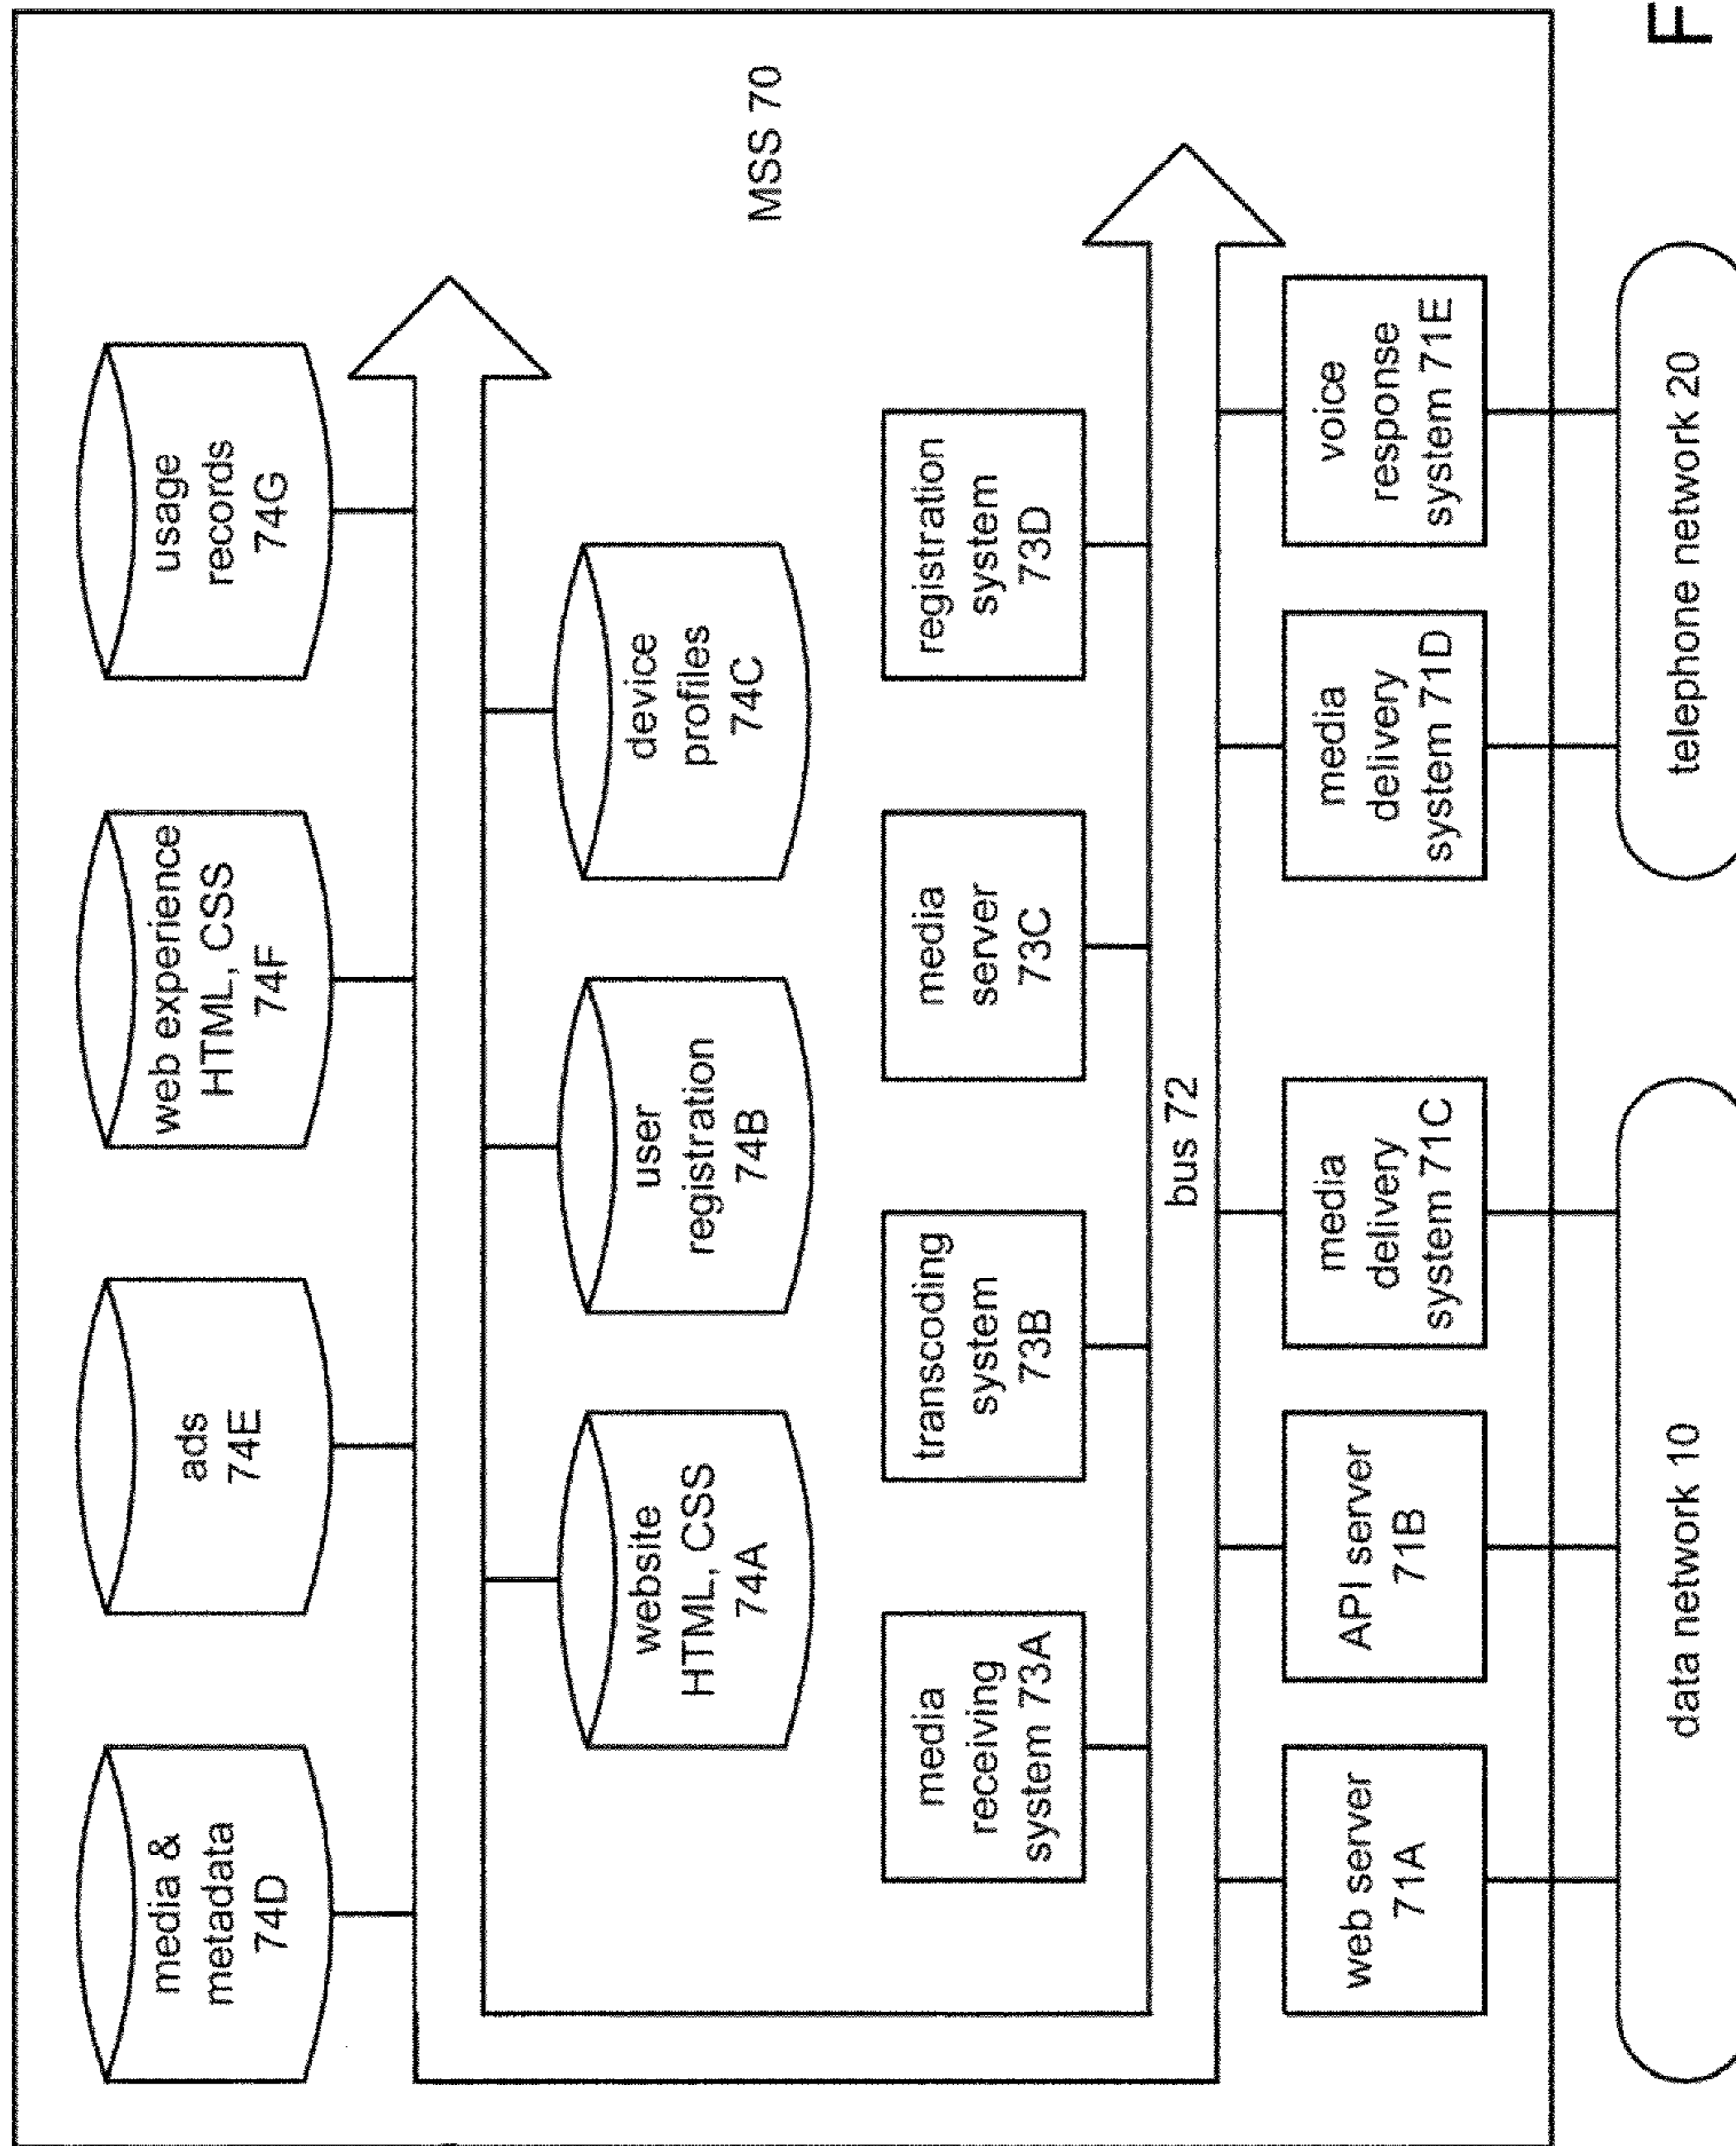 media &
metadata
74D
ads
74E
web experience
HTML, CSS
74F
usage
records
74G
website
HTML, CSS
74A
user
registration
74B
device
profiles
74C
MSS 70
media
receiving
system 73A
transcoding
system
73B
media
server
73C
registration
system
73D
bus 72
web server
71A
API server
71B
media
delivery
system 71C
media
delivery
system 71D
voice
response
system 71E
data network 10
telephone network 20
F